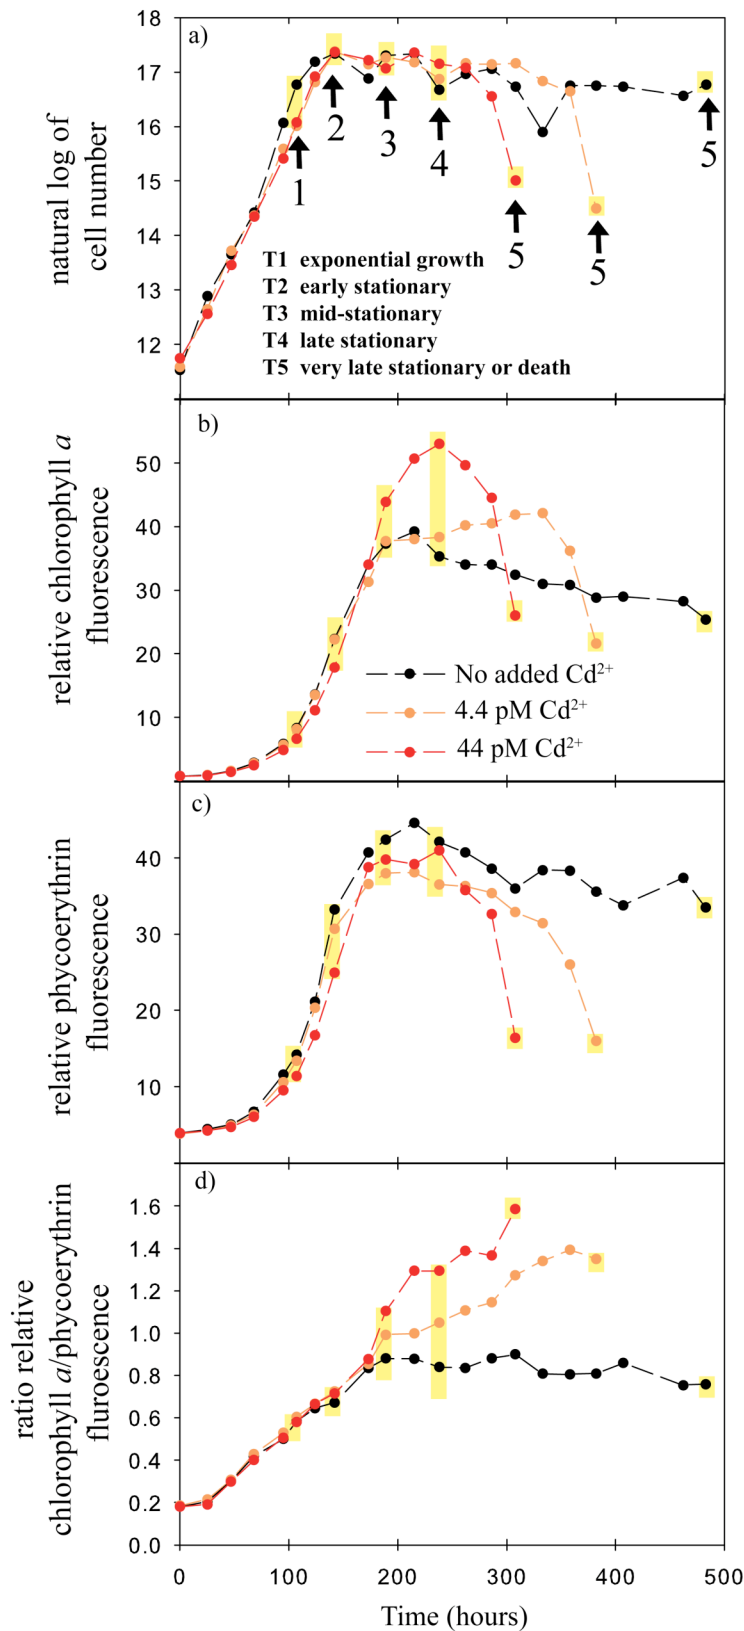 a)
18
17
16
15
14
13
12
natural log of
cell number
1
2
3
4
5
5
5
T1 exponential growth
T2 early stationary
T3 mid-stationary
T4 late stationary
T5 very late stationary or death
b)
50
40
30
20
10
relative chlorophyll a
fluorescence
No added Cd²⁺
4.4 pM Cd²⁺
44 pM Cd²⁺
c)
40
30
20
10
relative phycoerythrin
fluorescence
d)
1.6
1.4
1.2
1.0
0.8
0.6
0.4
0.2
0.0
ratio relative
chlorophyll a/phycoerythrin
fluroescence
0 100 200 300 400 500
Time (hours)